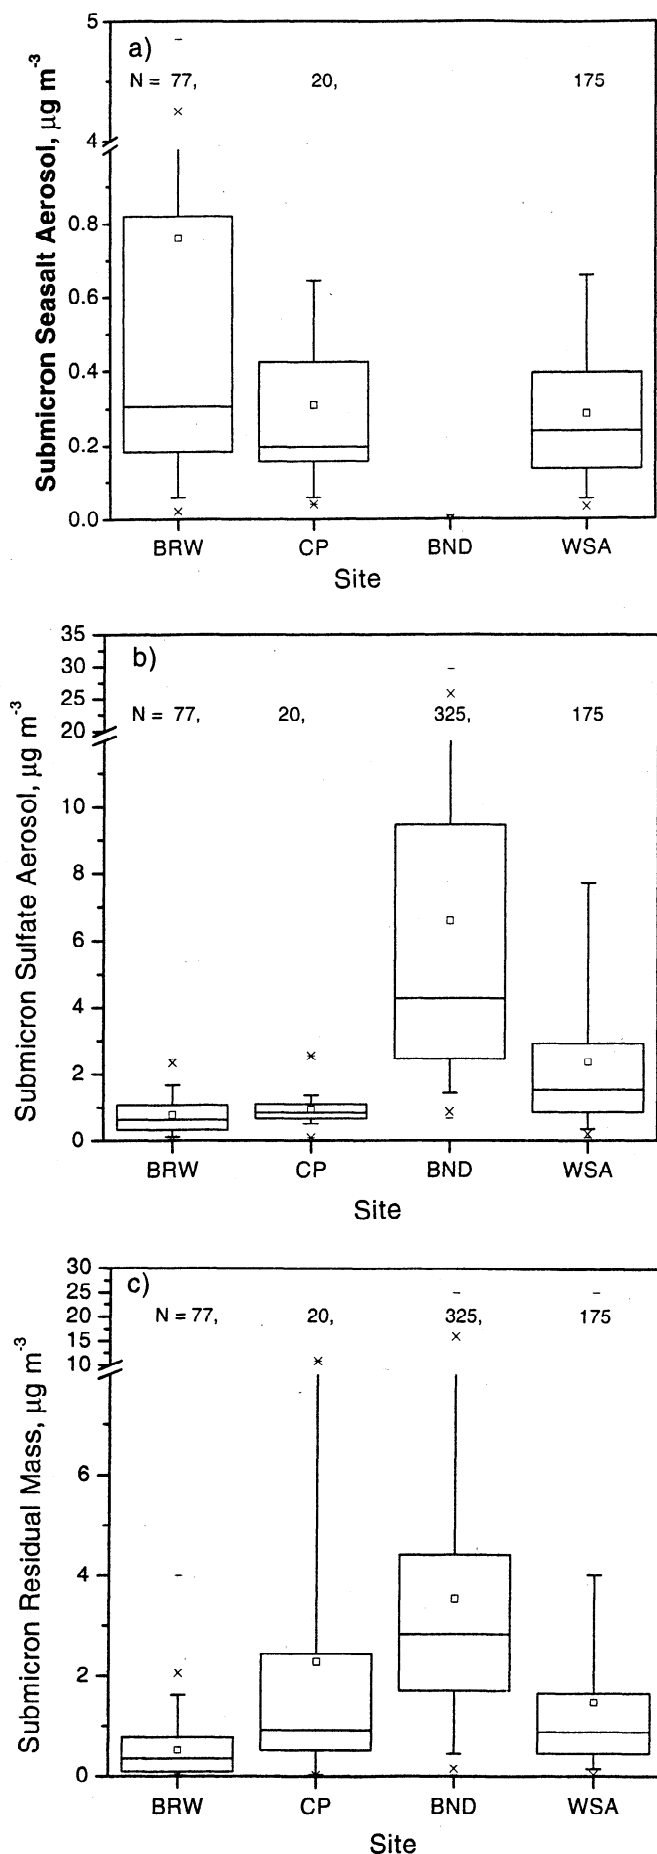 a)
N = 77, 20, 175
Submicron Seasalt Aerosol, μg m-3
5
4
0.8
0.6
0.4
0.2
0.0
BRW CP BND WSA
Site
b)
N = 77, 20, 325, 175
Submicron Sulfate Aerosol, μg m-3
35
30
25
20
10
8
6
4
2
0
BRW CP BND WSA
Site
c)
N = 77, 20, 325, 175
Submicron Residual Mass, μg m-3
30
25
20
15
10
6
4
2
0
BRW CP BND WSA
Site